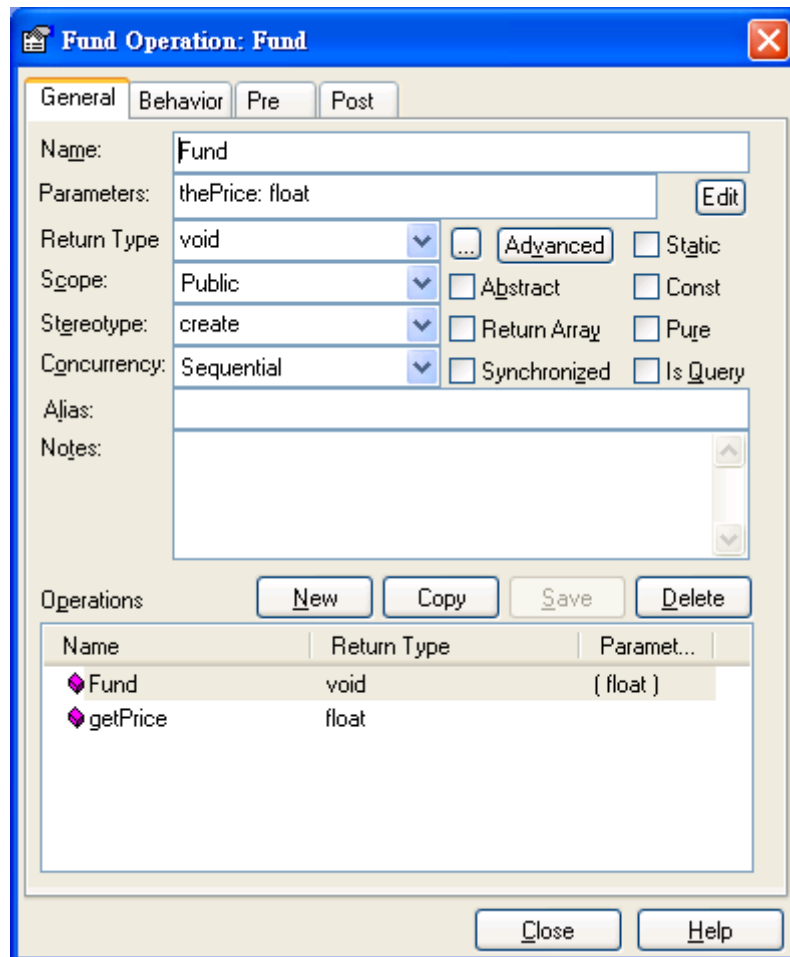 Fund Operation: Fund
General Behavior Pre Post
Name: Fund
Parameters: thePrice: float Edit
Return Type void ... Advanced Static
Scope: Public Abstract Const
Stereotype: create Return Array Pure
Concurrency: Sequential Synchronized Is Query
Alias:
Notes:
Operations New Copy Save Delete
Name Return Type Paramet...
Fund void ( float )
getPrice float
Close Help